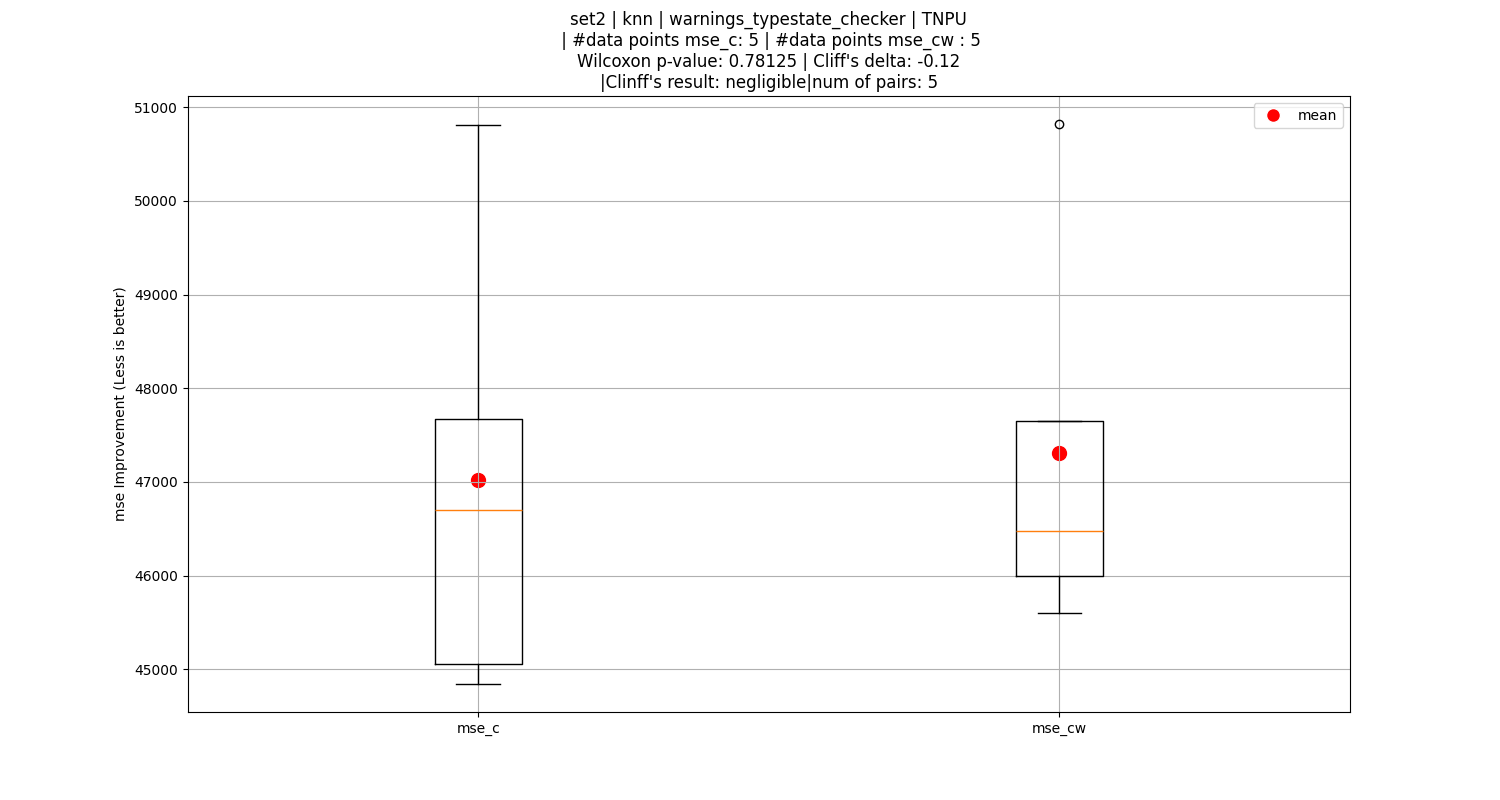 set2 | knn | warnings_typestate_checker | TNPU
| #data points mse_c: 5 | #data points mse_cw : 5
Wilcoxon p-value: 0.78125 | Cliff's delta: -0.12
|Clinff's result: negligible|num of pairs: 5
mean
51000
50000
49000
48000
47000
46000
45000
mse Improvement (Less is better)
mse_c
mse_cw